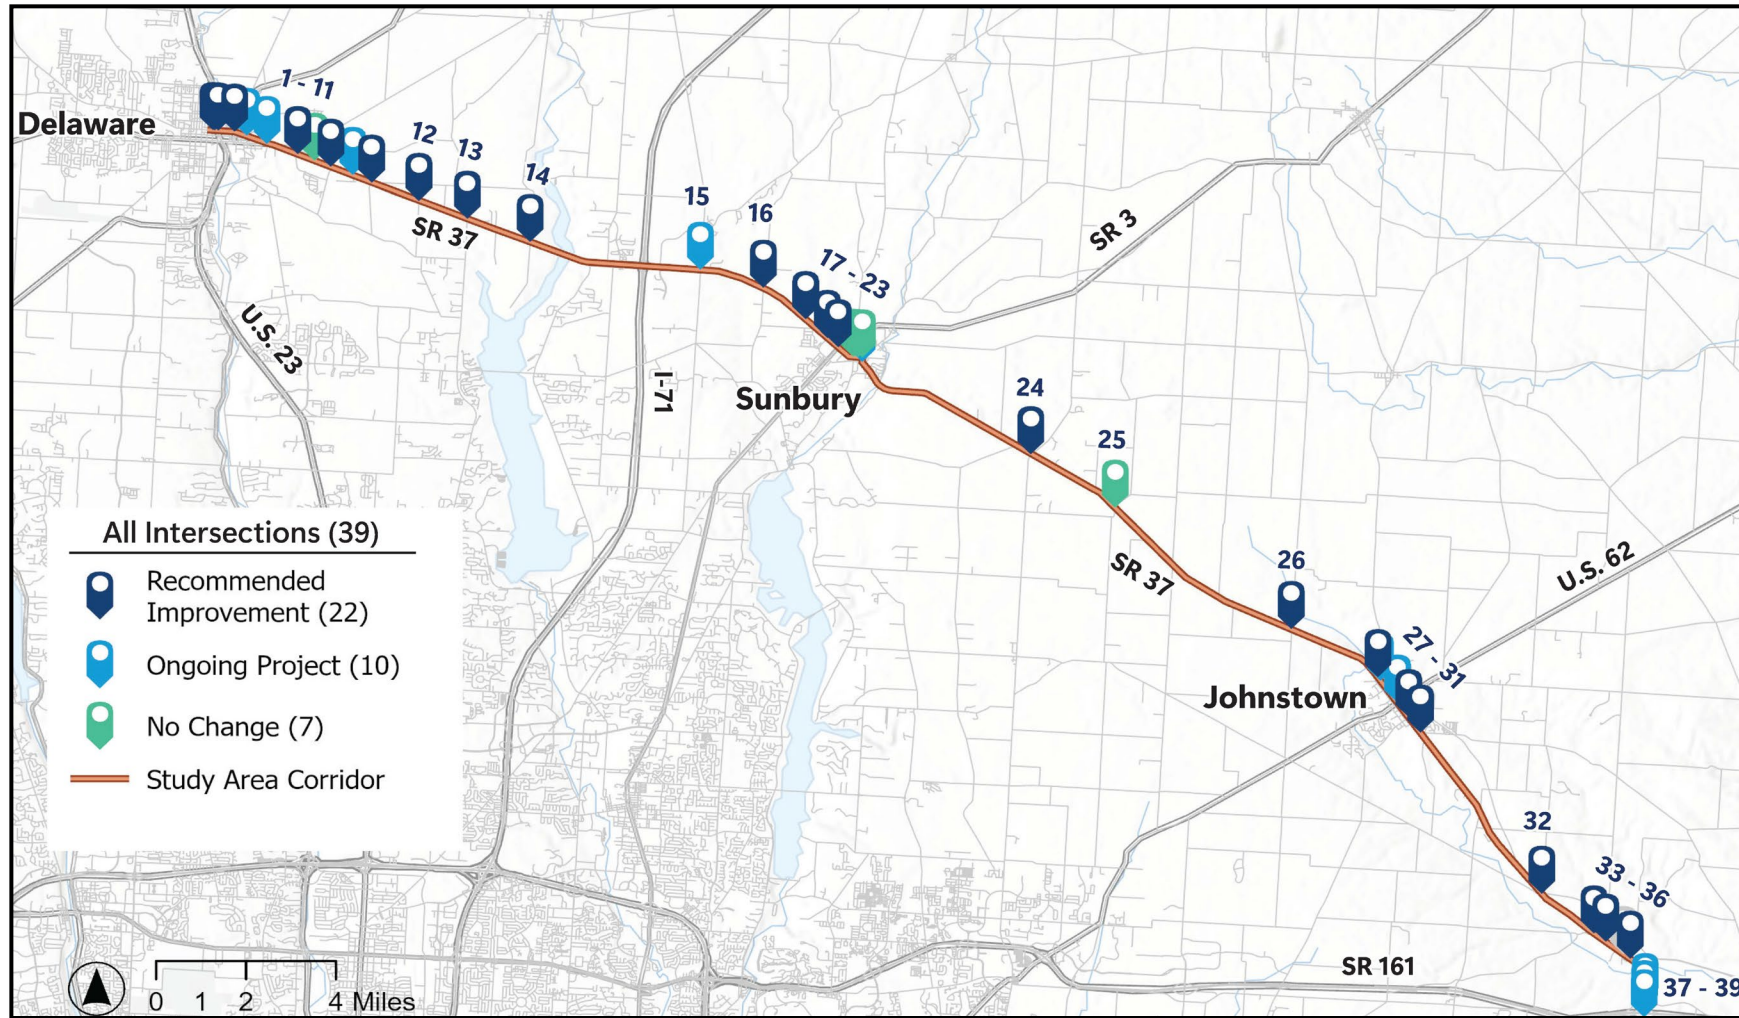 1 - 11
Delaware
12
13
14
SR 37
15
16
17 - 23
SR 3
U.S. 23
I-71
Sunbury
24
25
SR 37
26
U.S. 62
27 - 31
Johnstown
32
33 - 36
SR 161
37 - 39
All Intersections (39)
Recommended
Improvement (22)
Ongoing Project (10)
No Change (7)
Study Area Corridor
0 1 2 4 Miles